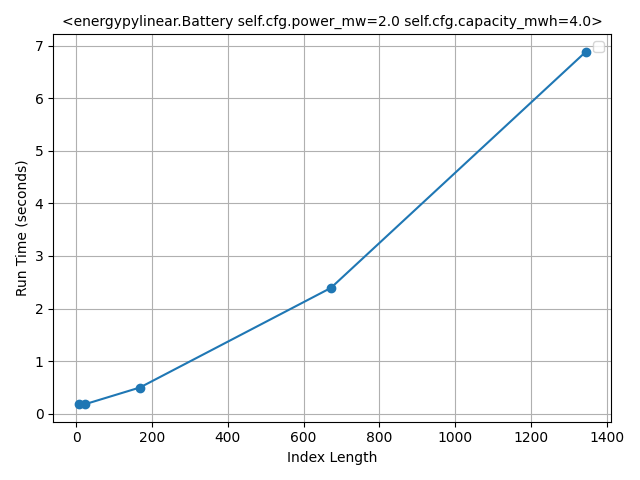 <energypylinear.Battery self.cfg.power_mw=2.0 self.cfg.capacity_mwh=4.0>
7
6
5
4
3
2
1
0
Run Time (seconds)
0 200 400 600 800 1000 1200 1400
Index Length